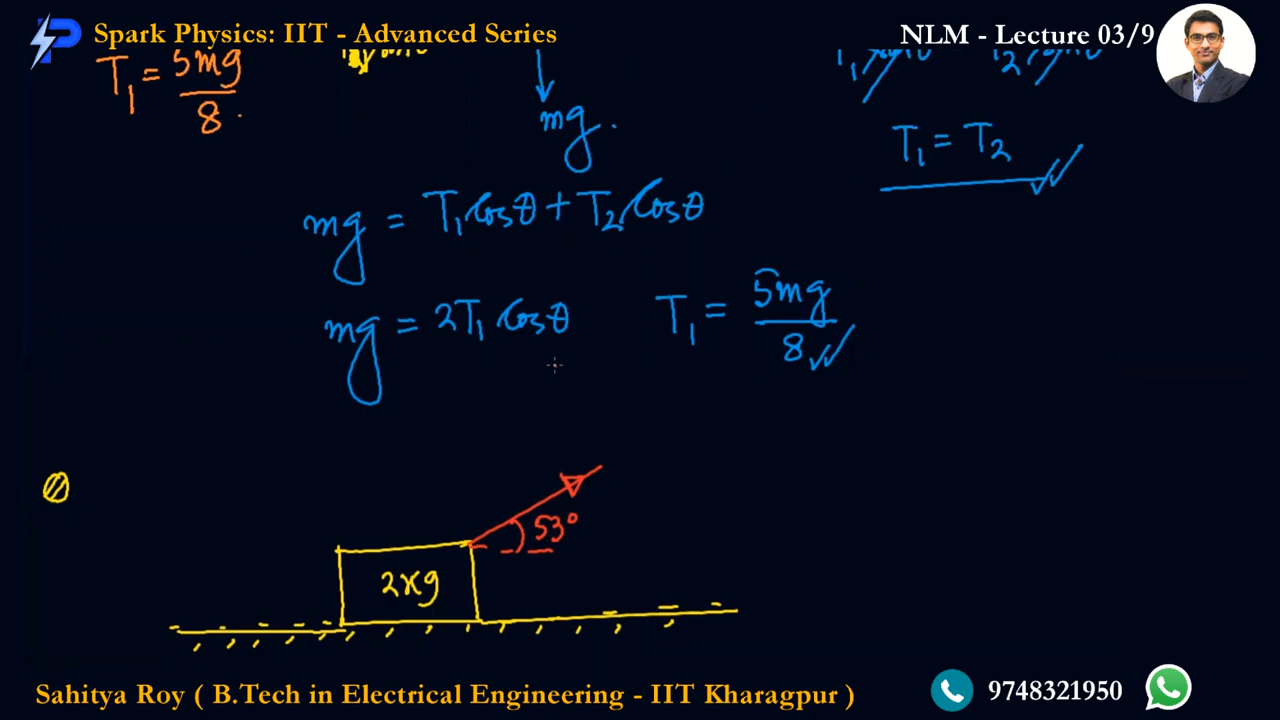 Spark Physics: IIT - Advanced Series
NLM - Lecture 03/9
T₁ = 5mg/8
mg.
T₁ = T₂
mg = T₁ Cosθ + T₂ Cosθ
mg = 2T₁ Cosθ
T₁ = 5mg/8
53°
2kg
Sahitya Roy ( B.Tech in Electrical Engineering - IIT Kharagpur )
9748321950